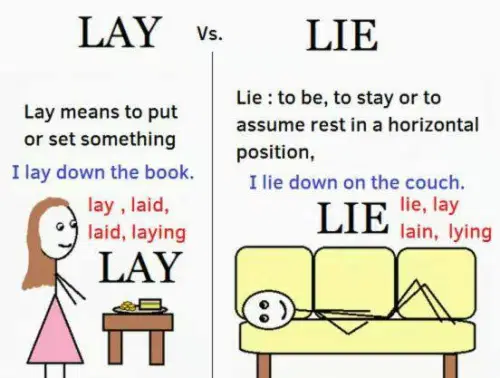 LAY Vs. LIE
Lay means to put
or set something
I lay down the book.
lay , laid,
laid, laying
LAY
Lie : to be, to stay or to
assume rest in a horizontal
position,
I lie down on the couch.
LIE
lie, lay
lain, lying